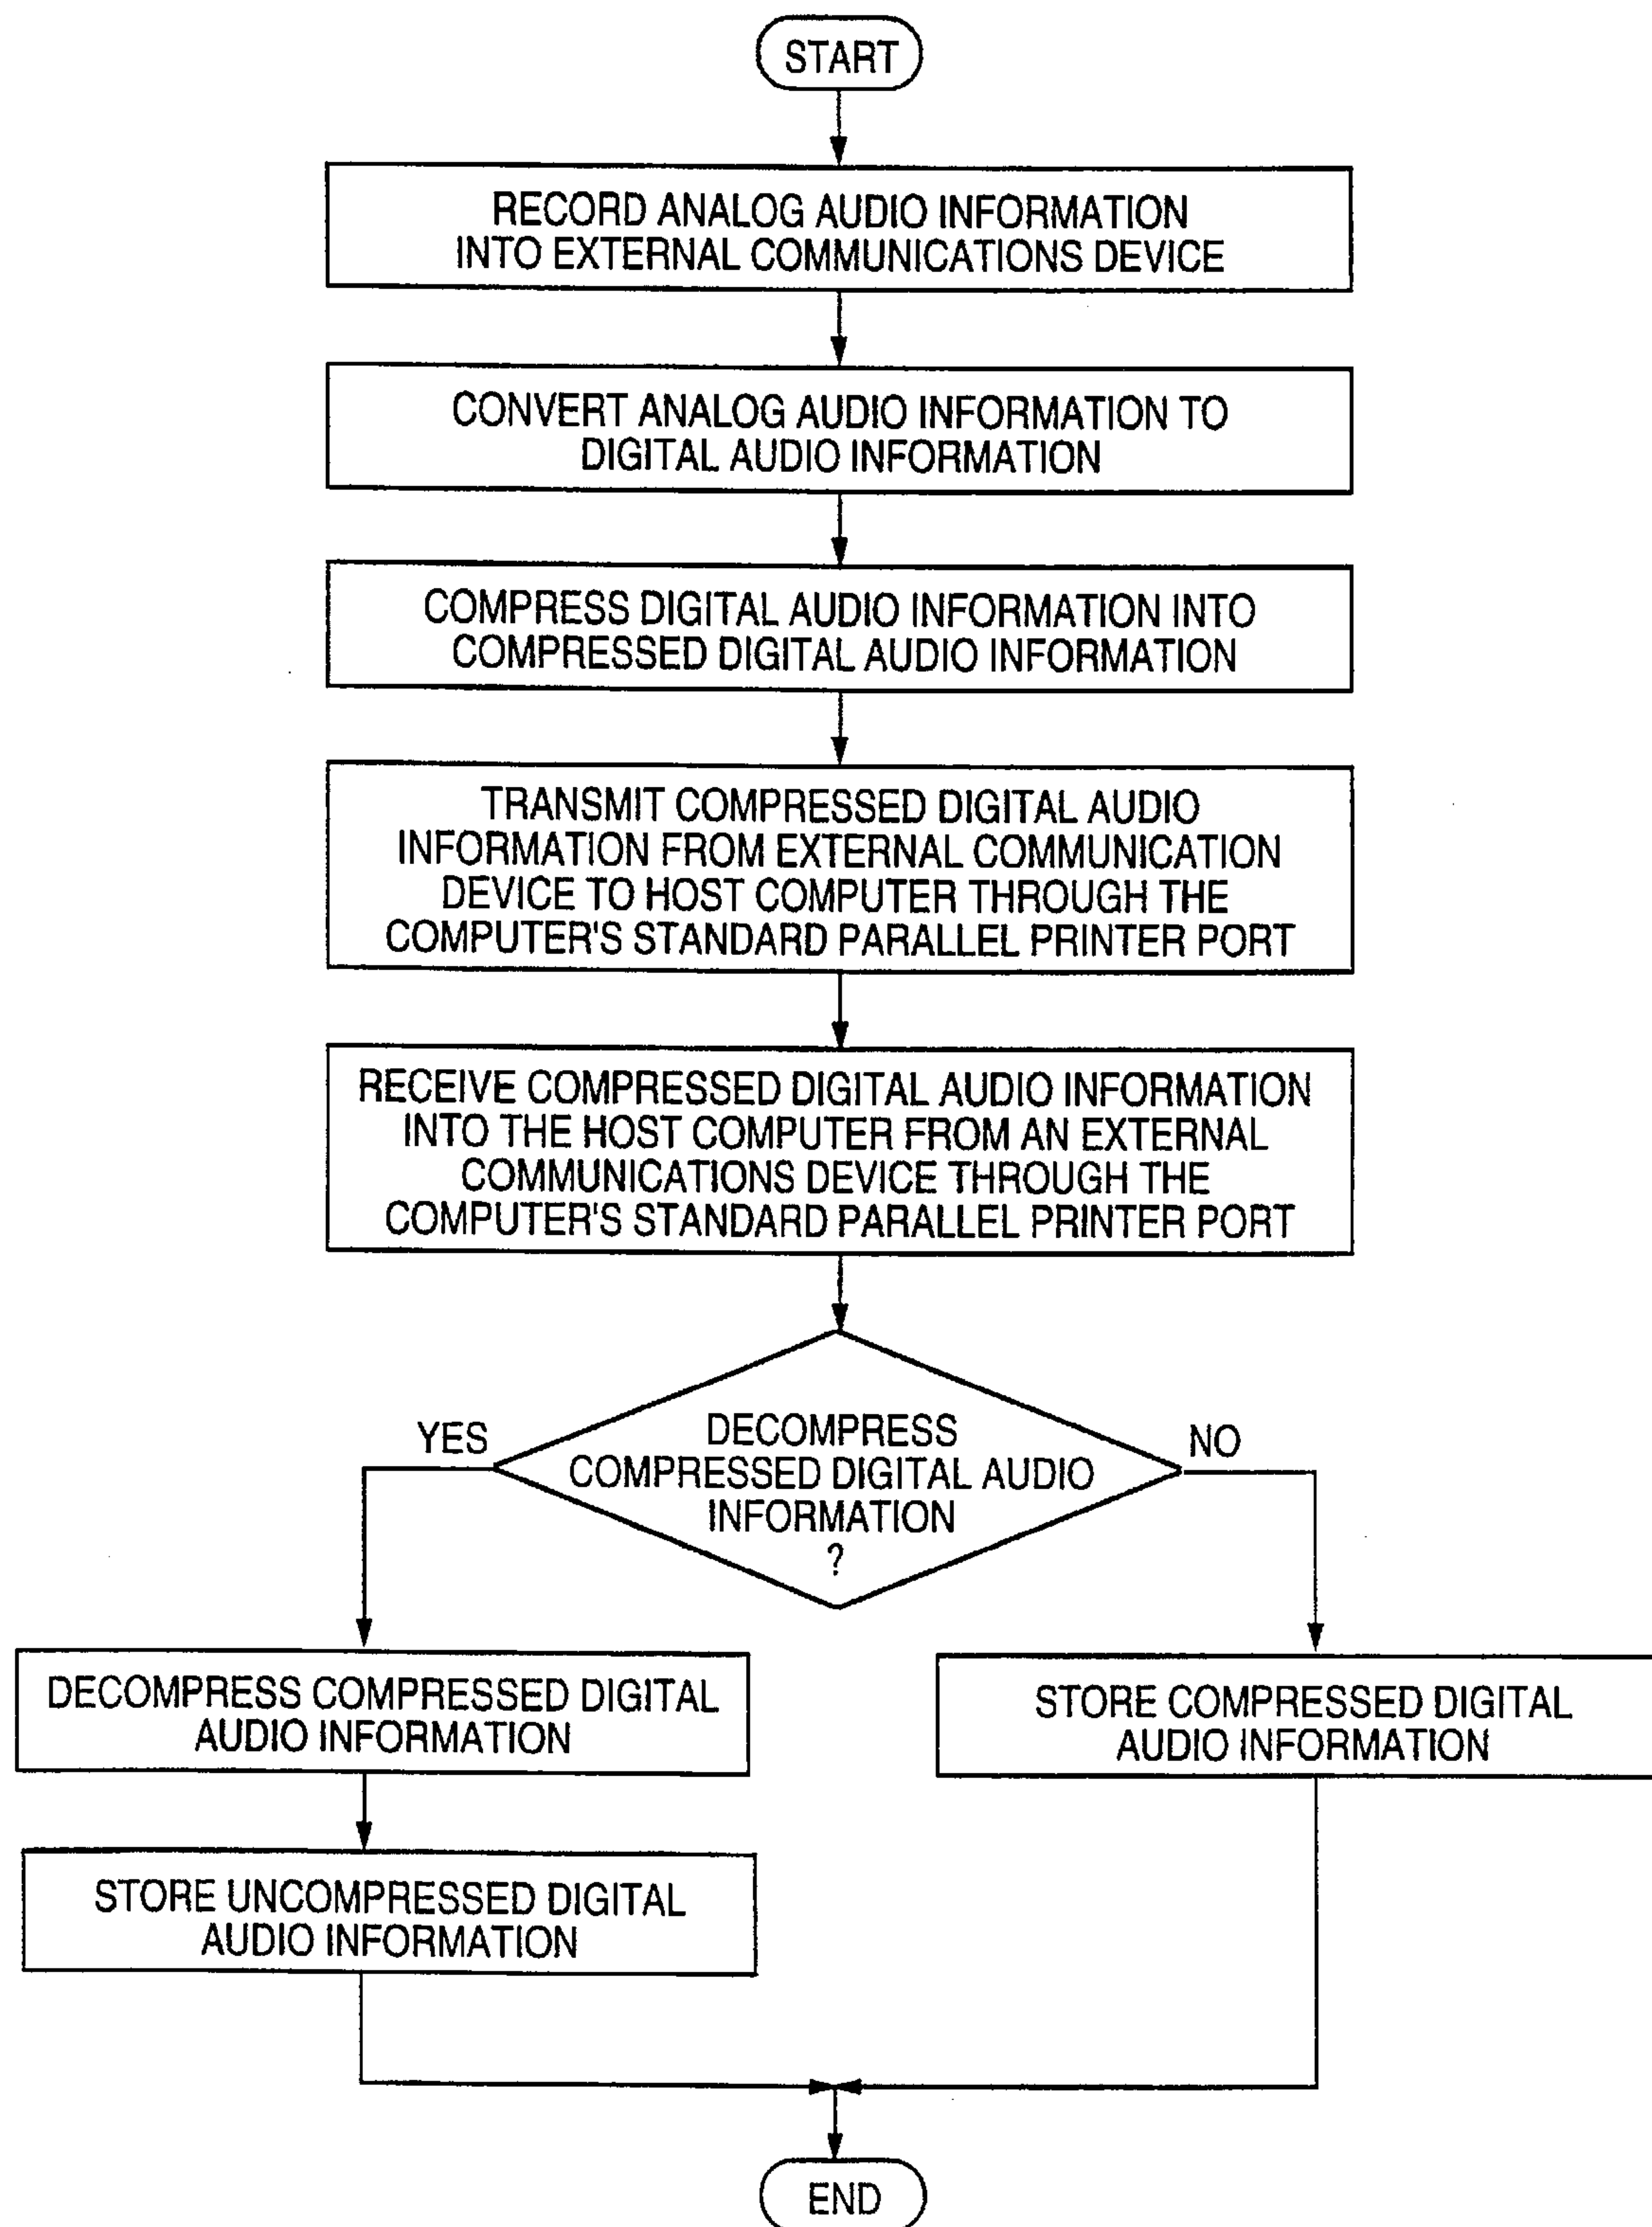 START
RECORD ANALOG AUDIO INFORMATION
INTO EXTERNAL COMMUNICATIONS DEVICE
CONVERT ANALOG AUDIO INFORMATION TO
DIGITAL AUDIO INFORMATION
COMPRESS DIGITAL AUDIO INFORMATION INTO
COMPRESSED DIGITAL AUDIO INFORMATION
TRANSMIT COMPRESSED DIGITAL AUDIO
INFORMATION FROM EXTERNAL COMMUNICATION
DEVICE TO HOST COMPUTER THROUGH THE
COMPUTER'S STANDARD PARALLEL PRINTER PORT
RECEIVE COMPRESSED DIGITAL AUDIO INFORMATION
INTO THE HOST COMPUTER FROM AN EXTERNAL
COMMUNICATIONS DEVICE THROUGH THE
COMPUTER'S STANDARD PARALLEL PRINTER PORT
DECOMPRESS
COMPRESSED DIGITAL AUDIO
INFORMATION
?
YES
NO
DECOMPRESS COMPRESSED DIGITAL
AUDIO INFORMATION
STORE COMPRESSED DIGITAL
AUDIO INFORMATION
STORE UNCOMPRESSED DIGITAL
AUDIO INFORMATION
END